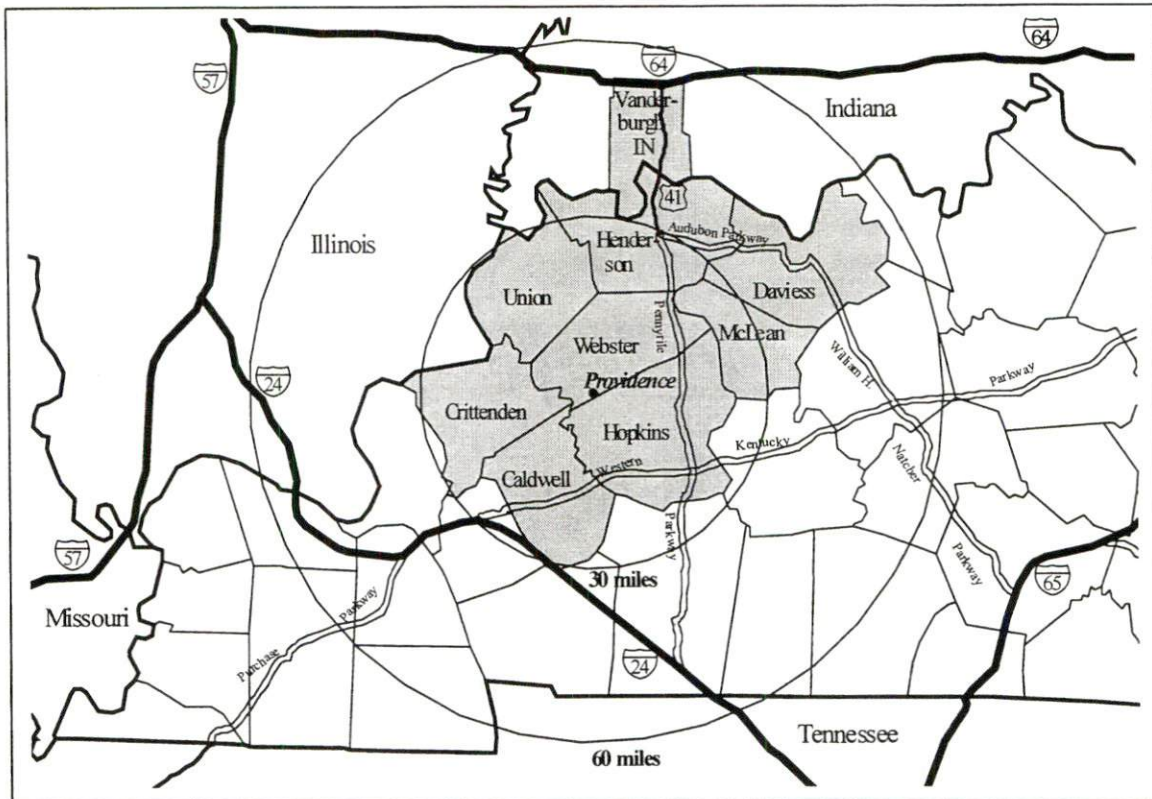 64
64
57
Vander-
burgh
IN
Indiana
41
Illinois
Audubon Parkway
Hender-
son
Union
Daviess
Pennyrile
McLean
Webster
William H.
Parkway
Providence
24
Crittenden
Hopkins
Kentucky
Caldwell
Western
Natcher
Parkway
57
Parkway
65
30 miles
Missouri
Parkway
Purchase
24
Tennessee
60 miles